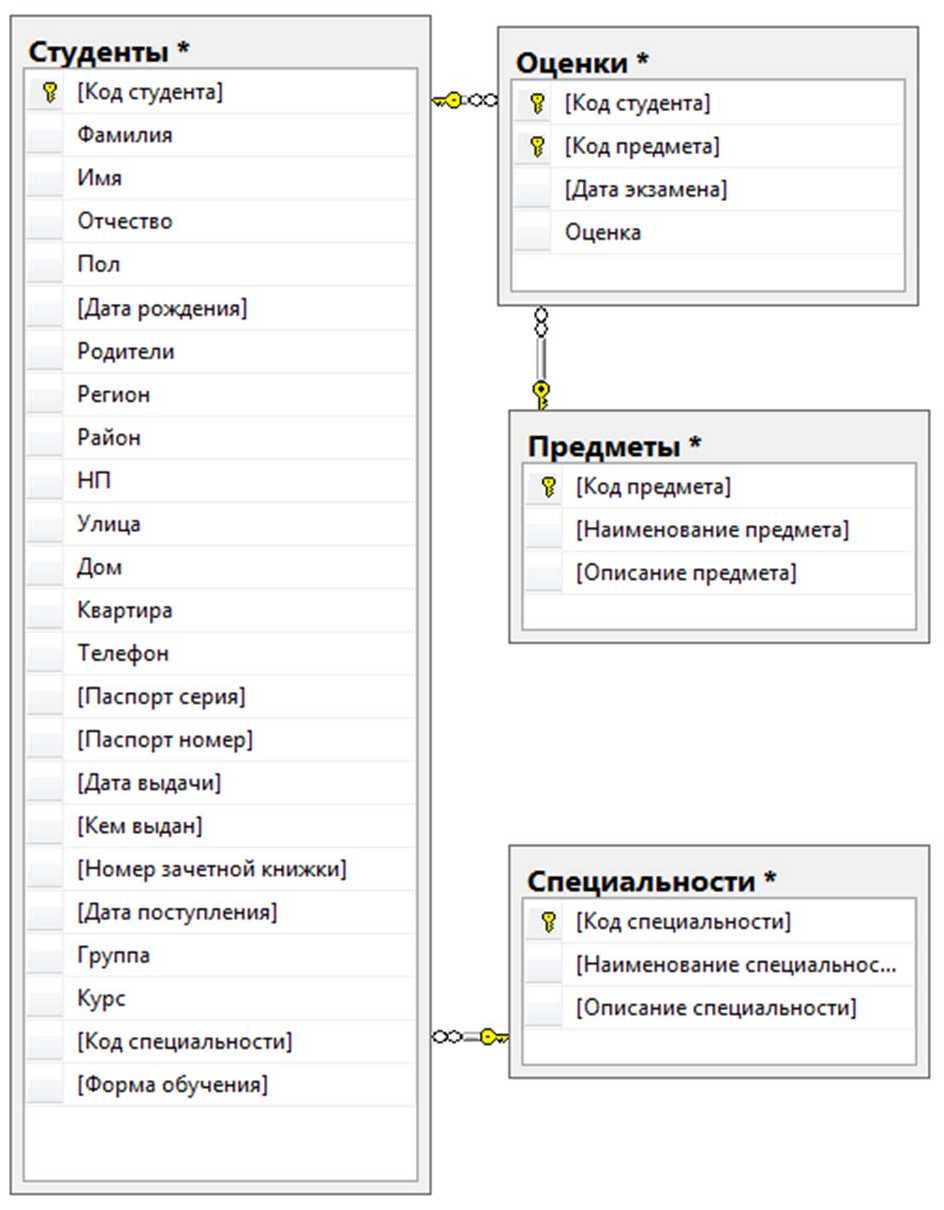 Студенты *
[Код студента]
Фамилия
Имя
Отчество
Пол
[Дата рождения]
Родители
Регион
Район
НП
Улица
Дом
Квартира
Телефон
[Паспорт серия]
[Паспорт номер]
[Дата выдачи]
[Кем выдан]
[Номер зачетной книжки]
[Дата поступления]
Группа
Курс
[Код специальности]
[Форма обучения]
Оценки *
[Код студента]
[Код предмета]
[Дата экзамена]
Оценка
Предметы *
[Код предмета]
[Наименование предмета]
[Описание предмета]
Специальности *
[Код специальности]
[Наименование специальнос...
[Описание специальности]